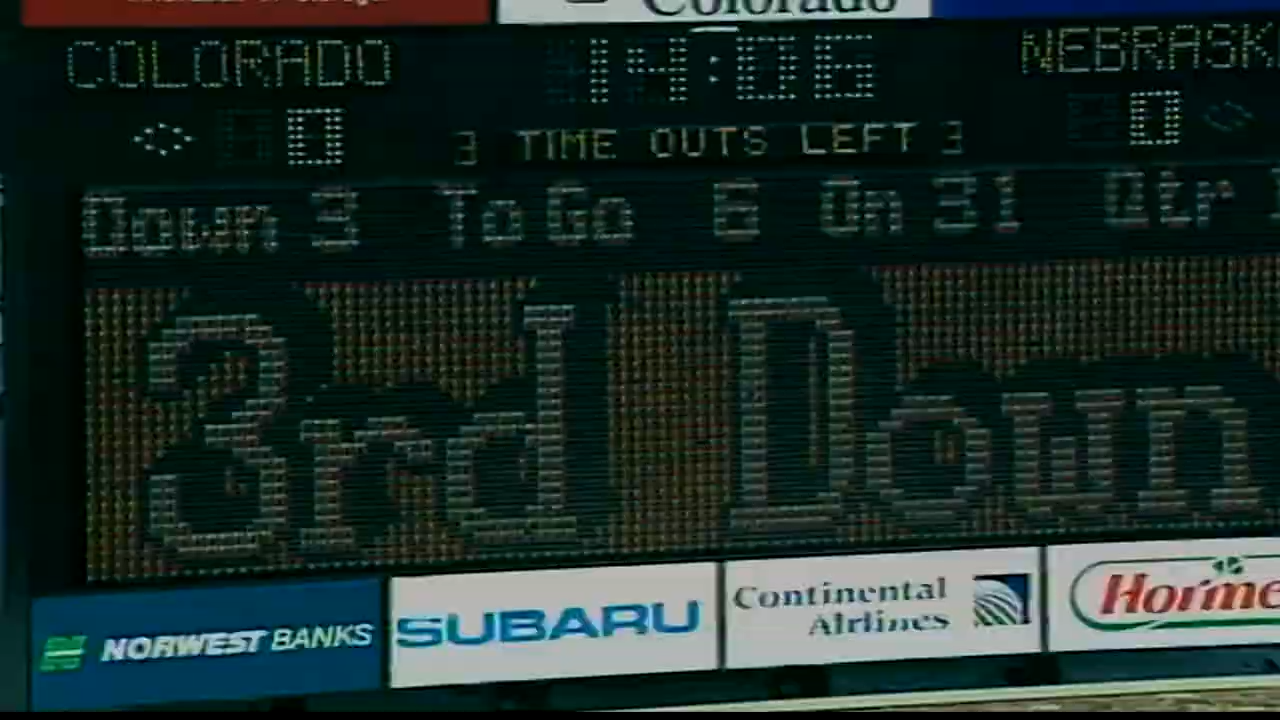 Colorado
COLORADO 14:06 NEBRASK
0 3 TIME OUTS LEFT 3 0
Down 3 To Go 6 On 31 Qtr
3rd Down
NORWEST BANKS SUBARU Continental Airlines Horme